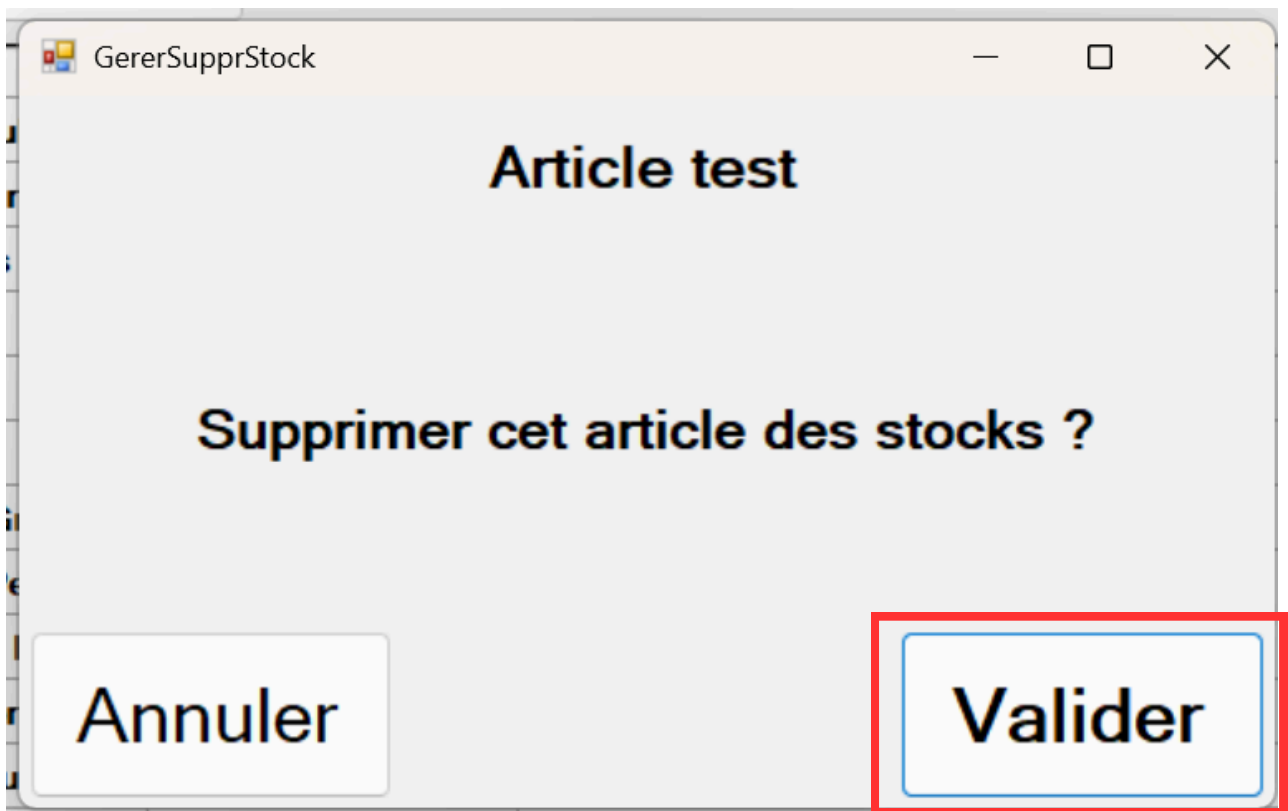 GererSupprStock
Article test
Supprimer cet article des stocks ?
Annuler
Valider